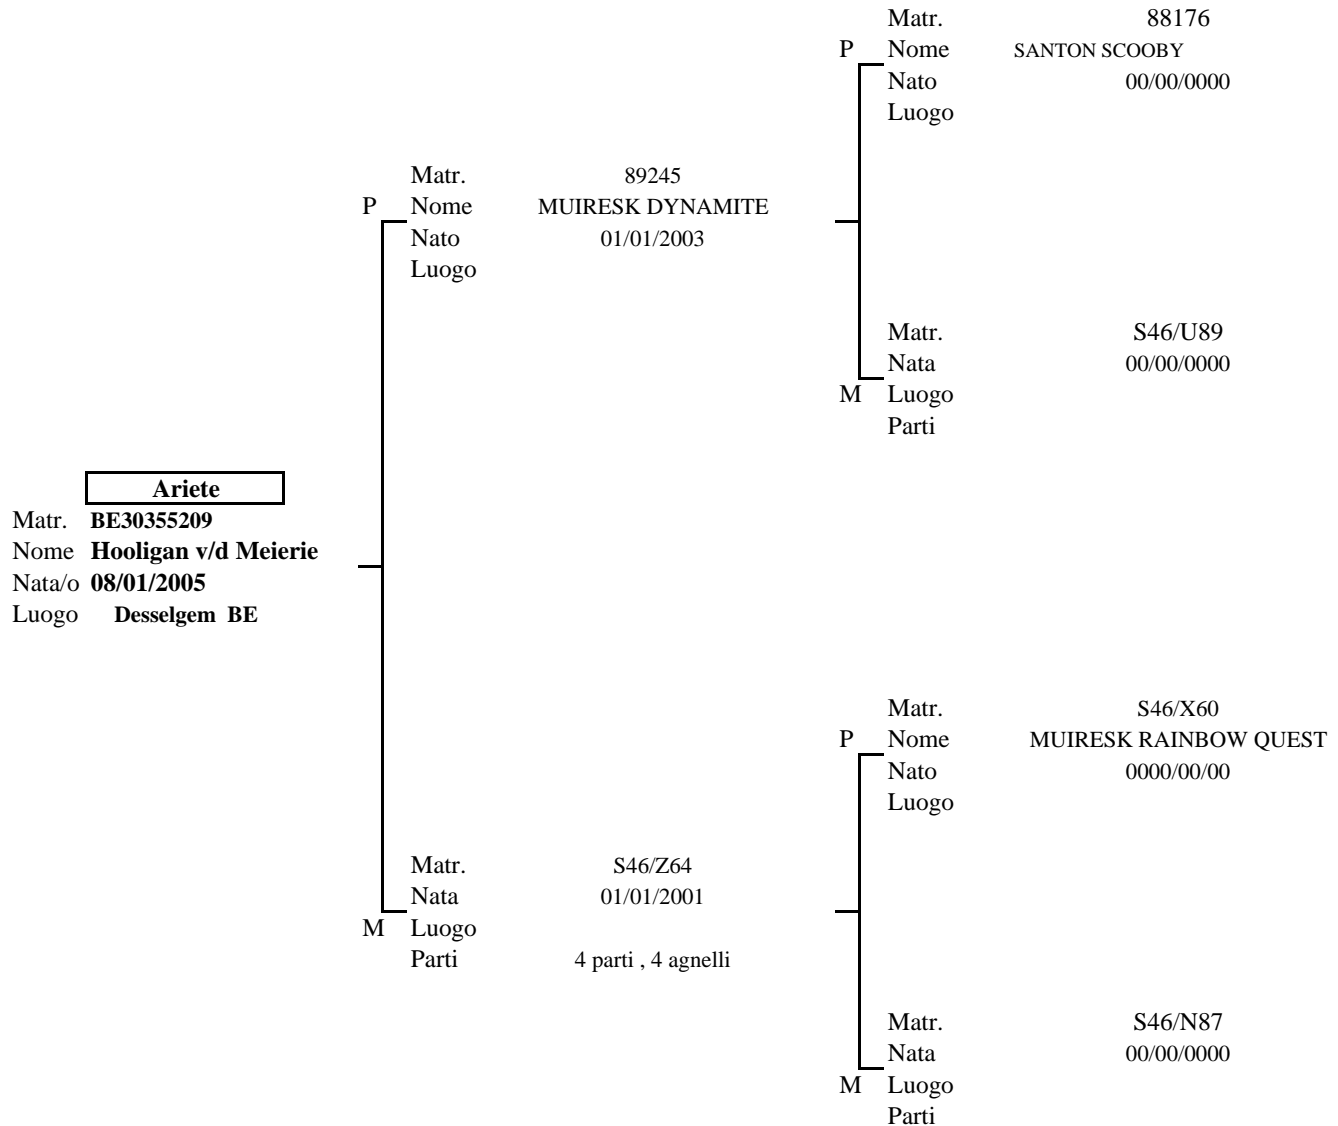 Matr. 88176
P Nome SANTON SCOOBY
Nato 00/00/0000
Luogo
Matr. 89245
P Nome MUIRESK DYNAMITE
Nato 01/01/2003
Luogo
Matr. S46/U89
Nata 00/00/0000
M Luogo
Parti
Ariete
Matr. BE30355209
Nome Hooligan v/d Meierie
Nata/o 08/01/2005
Luogo Desselgem BE
Matr. S46/X60
P Nome MUIRESK RAINBOW QUEST
Nato 0000/00/00
Luogo
Matr. S46/Z64
Nata 01/01/2001
M Luogo
Parti 4 parti , 4 agnelli
Matr. S46/N87
Nata 00/00/0000
M Luogo
Parti